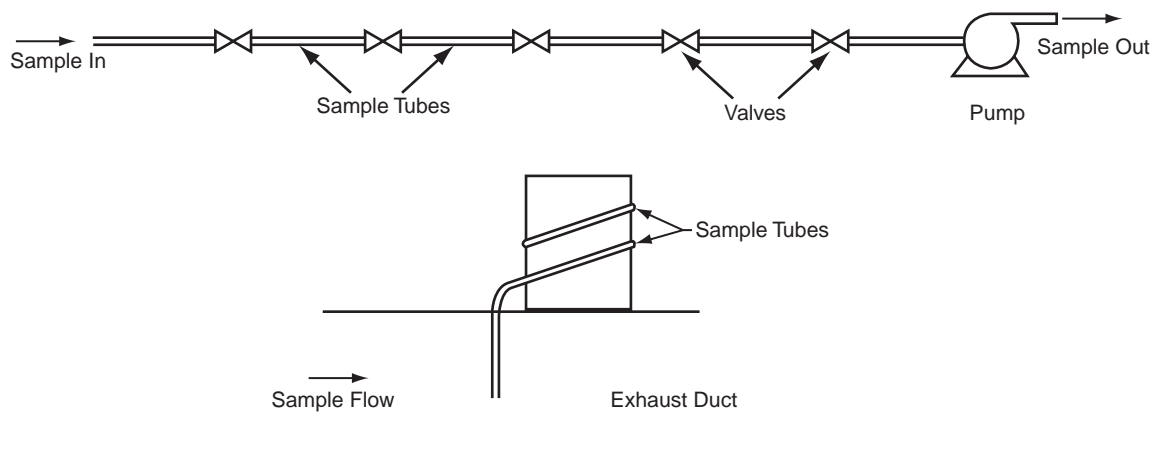 Sample In
Sample Out
Sample Tubes
Valves
Pump
Sample Tubes
Sample Flow
Exhaust Duct